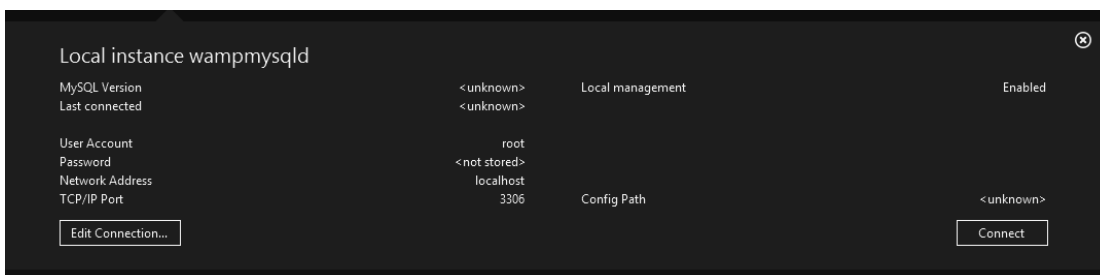 Local instance wampmysqld
MySQL Version <unknown> Local management Enabled
Last connected <unknown>
User Account root
Password <not stored>
Network Address localhost
TCP/IP Port 3306 Config Path <unknown>
Edit Connection... Connect